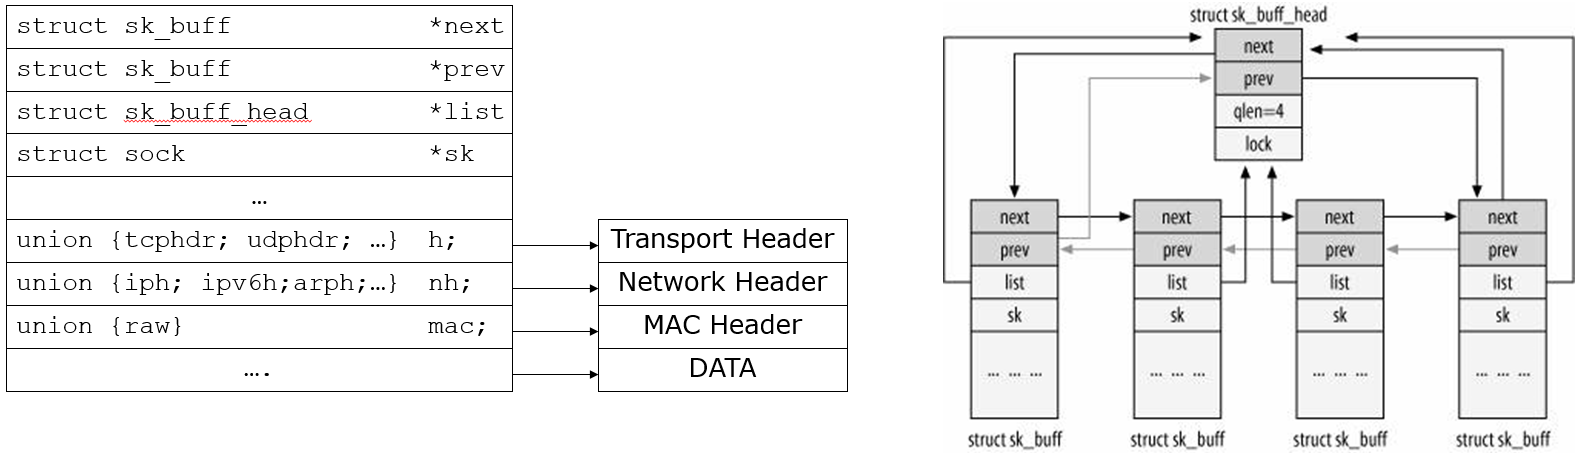 struct sk_buff *next
struct sk_buff *prev
struct sk_buff_head *list
struct sock *sk
…
union {tcphdr; udphdr; …} h;
union {iph; ipv6h;arph;…} nh;
union {raw} mac;
….
Transport Header
Network Header
MAC Header
DATA
struct sk_buff_head
next
prev
qlen=4
lock
next
prev
list
sk
... ... ...
struct sk_buff
next
prev
list
sk
... ... ...
struct sk_buff
next
prev
list
sk
... ... ...
struct sk_buff
next
prev
list
sk
... ... ...
struct sk_buff